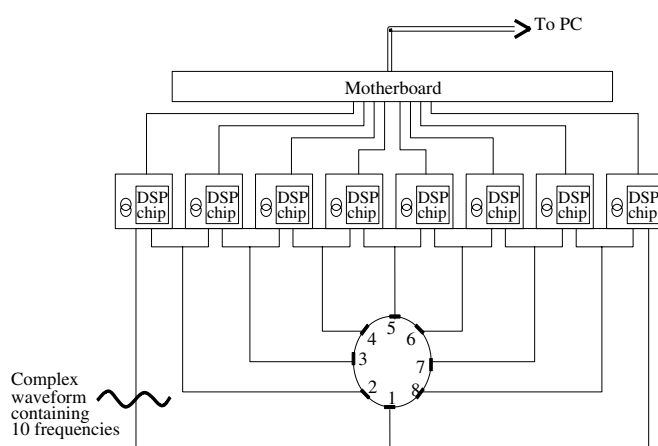 To PC
Motherboard
DSP
chip
DSP
chip
DSP
chip
DSP
chip
DSP
chip
DSP
chip
DSP
chip
DSP
chip
5
4
6
3
7
2
1
8
Complex
waveform
containing
10 frequencies